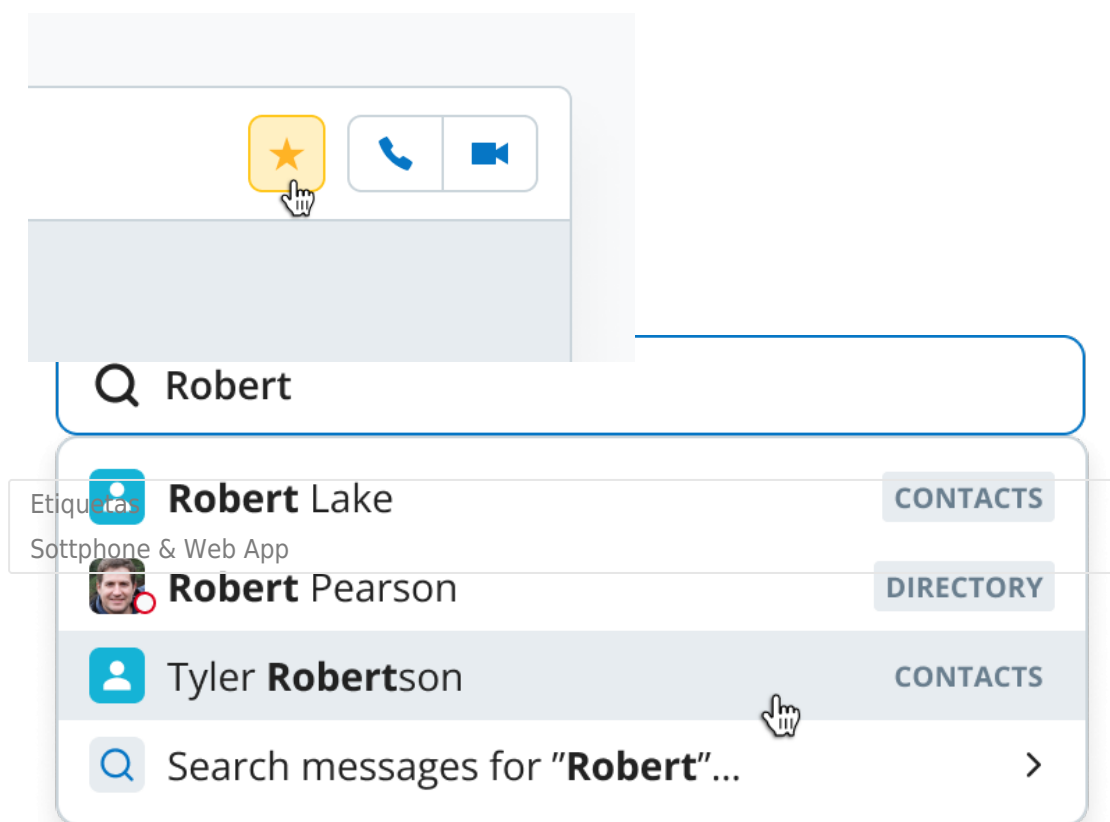 Robert
Robert Lake CONTACTS
Etiquetas
Sottphone & Web App
Robert Pearson DIRECTORY
Tyler Robertson CONTACTS
Search messages for ”Robert”...